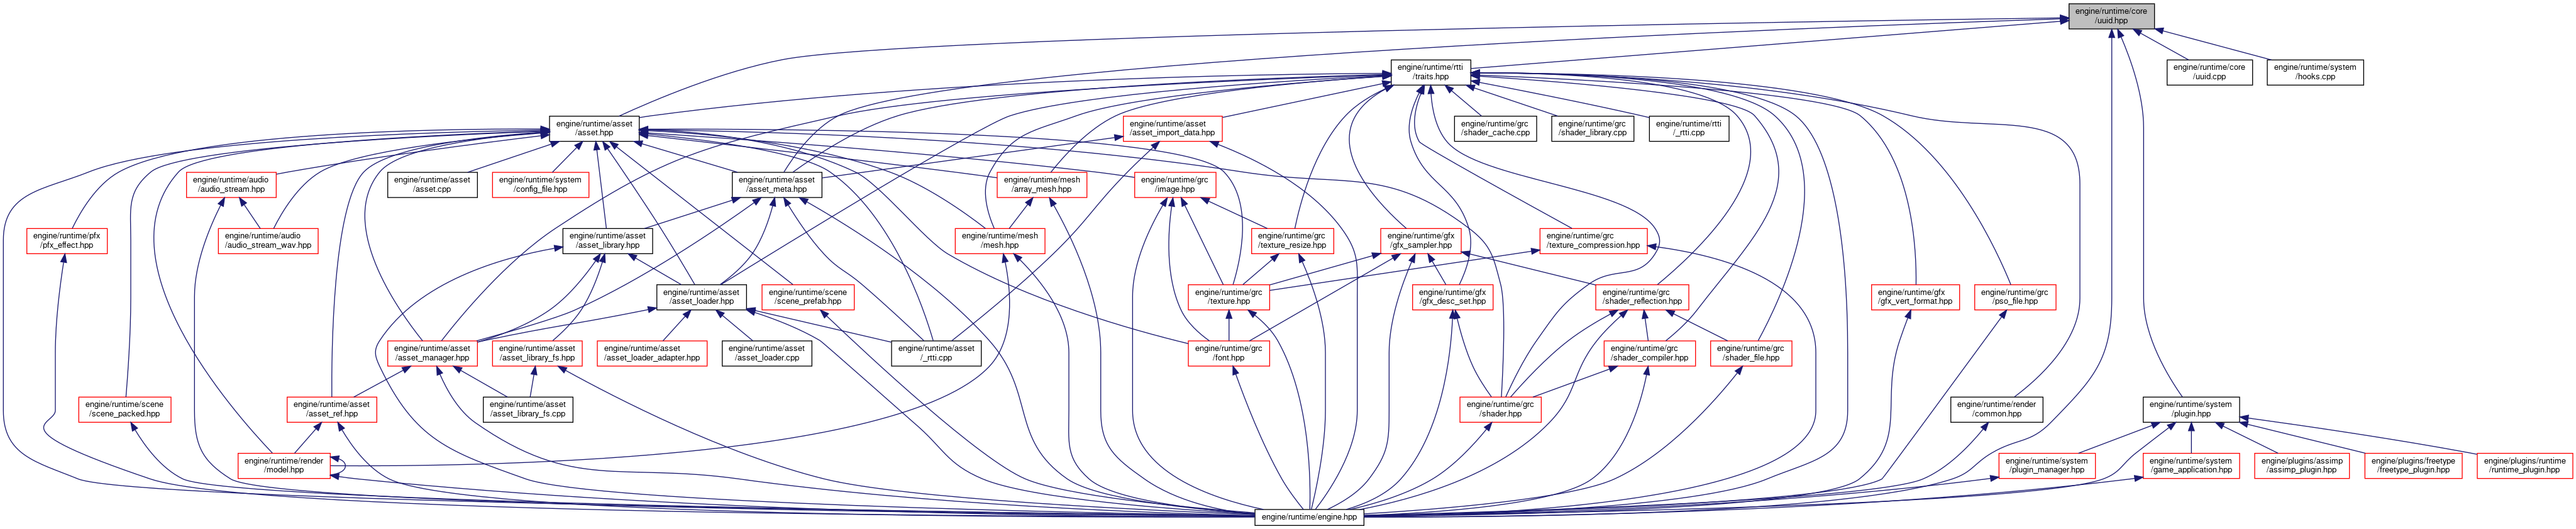 engine/runtime/core
/uuid.hpp
engine/runtime/rtti
/traits.hpp
engine/runtime/core
/uuid.cpp
engine/runtime/system
/hooks.cpp
engine/runtime/asset
/asset.hpp
engine/runtime/asset
/asset_import_data.hpp
engine/runtime/grc
/shader_cache.cpp
engine/runtime/grc
/shader_library.cpp
engine/runtime/rtti
/_rtti.cpp
engine/runtime/audio
/audio_stream.hpp
engine/runtime/asset
/asset.cpp
engine/runtime/system
/config_file.hpp
engine/runtime/asset
/asset_meta.hpp
engine/runtime/mesh
/array_mesh.hpp
engine/runtime/grc
/image.hpp
engine/runtime/pfx
/pfx_effect.hpp
engine/runtime/audio
/audio_stream_wav.hpp
engine/runtime/asset
/asset_library.hpp
engine/runtime/mesh
/mesh.hpp
engine/runtime/grc
/texture_resize.hpp
engine/runtime/gfx
/gfx_sampler.hpp
engine/runtime/grc
/texture_compression.hpp
engine/runtime/asset
/asset_loader.hpp
engine/runtime/scene
/scene_prefab.hpp
engine/runtime/grc
/texture.hpp
engine/runtime/gfx
/gfx_desc_set.hpp
engine/runtime/grc
/shader_reflection.hpp
engine/runtime/gfx
/gfx_vert_format.hpp
engine/runtime/grc
/pso_file.hpp
engine/runtime/asset
/asset_manager.hpp
engine/runtime/asset
/asset_library_fs.hpp
engine/runtime/asset
/asset_loader_adapter.hpp
engine/runtime/asset
/asset_loader.cpp
engine/runtime/asset
/_rtti.cpp
engine/runtime/grc
/font.hpp
engine/runtime/grc
/shader_compiler.hpp
engine/runtime/grc
/shader_file.hpp
engine/runtime/scene
/scene_packed.hpp
engine/runtime/asset
/asset_ref.hpp
engine/runtime/asset
/asset_library_fs.cpp
engine/runtime/grc
/shader.hpp
engine/runtime/render
/common.hpp
engine/runtime/system
/plugin.hpp
engine/runtime/render
/model.hpp
engine/runtime/system
/plugin_manager.hpp
engine/runtime/system
/game_application.hpp
engine/plugins/assimp
/assimp_plugin.hpp
engine/plugins/freetype
/freetype_plugin.hpp
engine/plugins/runtime
/runtime_plugin.hpp
engine/runtime/engine.hpp